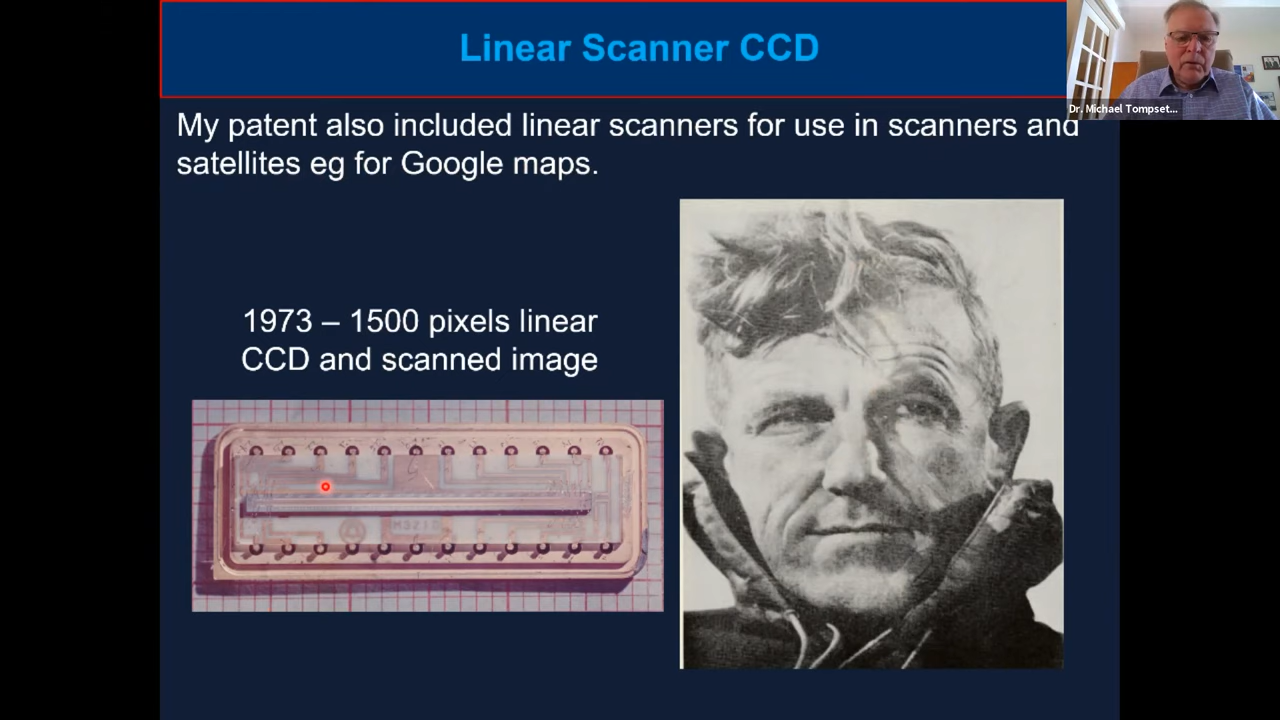 Linear Scanner CCD
Dr. Michael Tompset...
My patent also included linear scanners for use in scanners and
satellites eg for Google maps.
1973 – 1500 pixels linear
CCD and scanned image